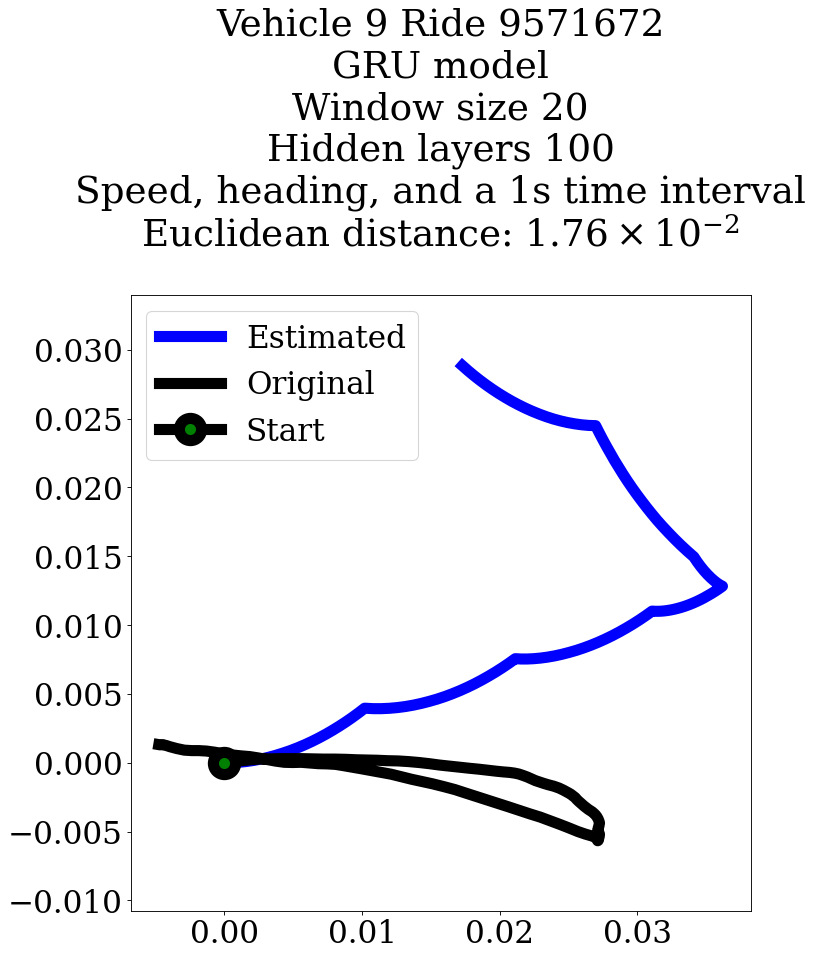 Vehicle 9 Ride 9571672
GRU model
Window size 20
Hidden layers 100
Speed, heading, and a 1s time interval
Euclidean distance: 1.76 × 10⁻²
Estimated
Original
Start
0.030
0.025
0.020
0.015
0.010
0.005
0.000
−0.005
−0.010
0.00 0.01 0.02 0.03